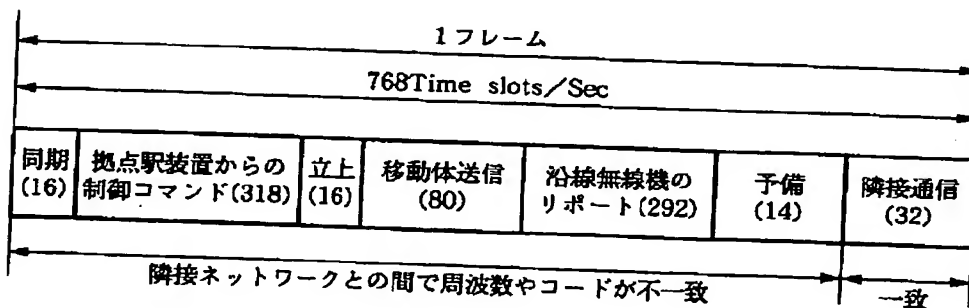 1フレーム
768Time slots／Sec
同期
(16)
拠点駅装置からの
制御コマンド(318)
立上
(16)
移動体送信
(80)
沿線無線機の
リポート(292)
予備
(14)
隣接通信
(32)
隣接ネットワークとの間で周波数やコードが不一致
一致